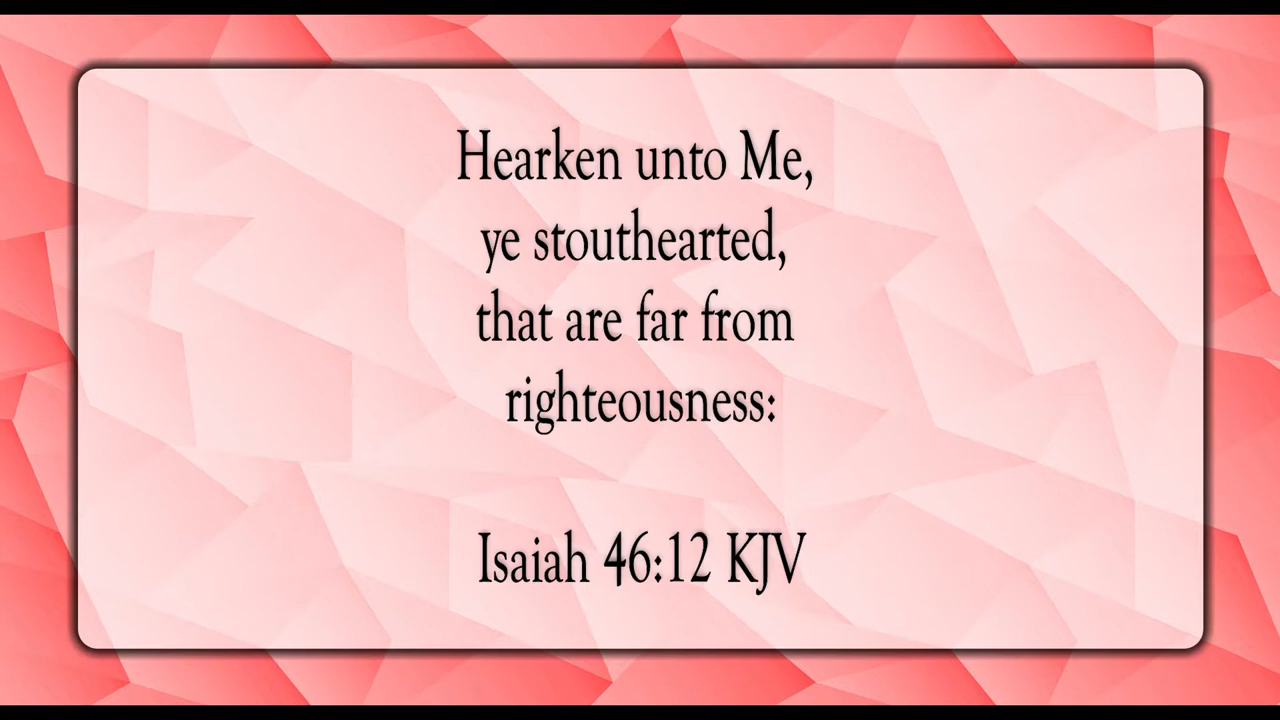 Hearken unto Me,
ye stouthearted,
that are far from
righteousness:
Isaiah 46:12 KJV